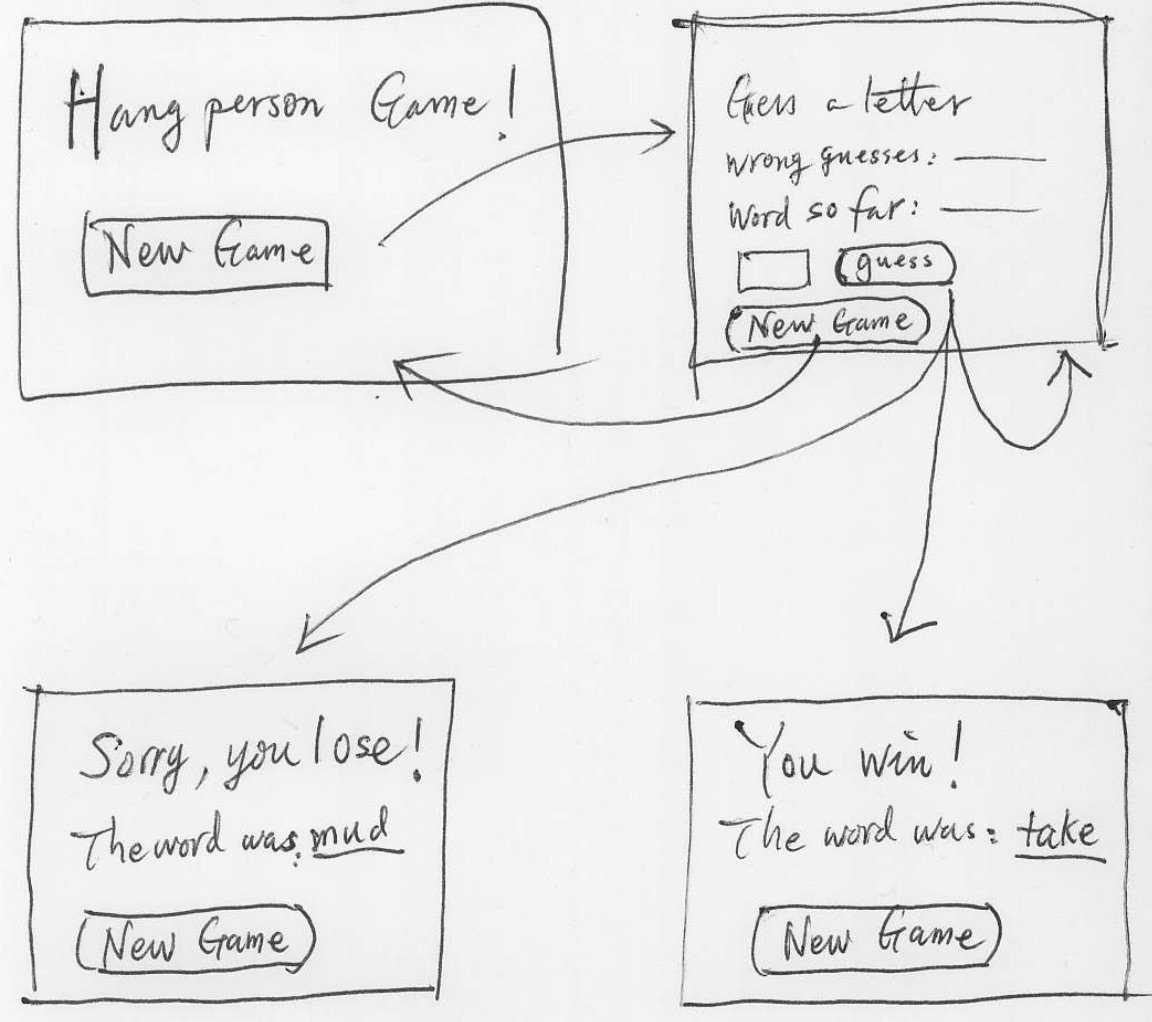 Hangperson Game!
New Game
Guess a letter
wrong guesses:
Word so far:
guess
New Game
Sorry, you lose!
The word was: mud
New Game
You win!
The word was: take
New Game